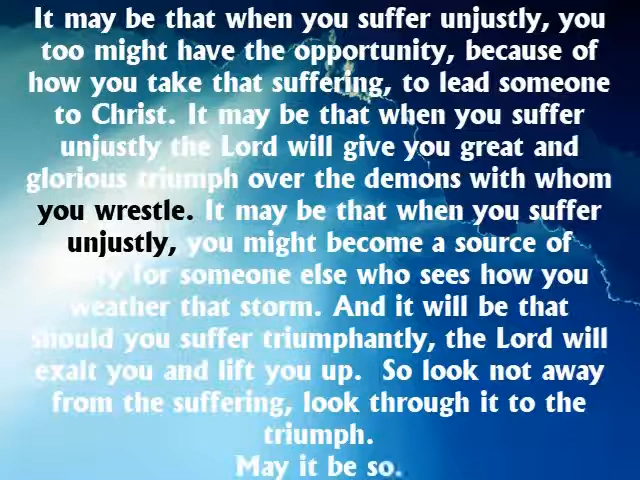 It may be that when you suffer unjustly, you
too might have the opportunity, because of
how you take that suffering, to lead someone
to Christ. It may be that when you suffer
unjustly the Lord will give you great and
glorious triumph over the demons with whom
you wrestle. It may be that when you suffer
unjustly, you might become a source of
for someone else who sees how you
weather that storm. And it will be that
should you suffer triumphantly, the Lord will
exalt you and lift you up. So look not away
from the suffering, look through it to the
triumph.
May it be so.